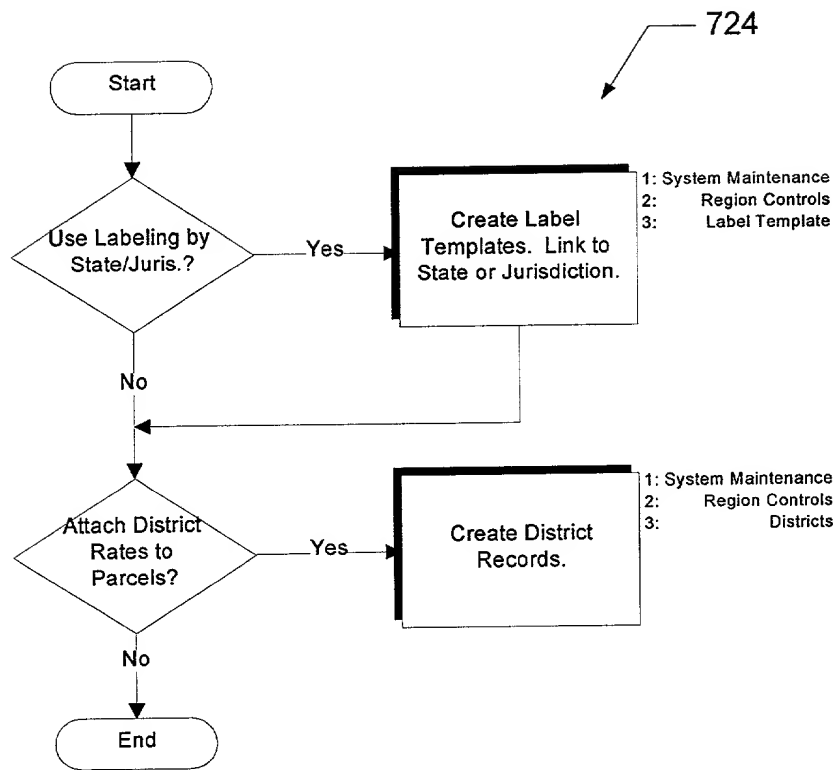 724
Start
Use Labeling by
State/Juris.?
Yes
Create Label
Templates. Link to
State or Jurisdiction.
1: System Maintenance
2: Region Controls
3: Label Template
No
Attach District
Rates to
Parcels?
Yes
Create District
Records.
1: System Maintenance
2: Region Controls
3: Districts
No
End